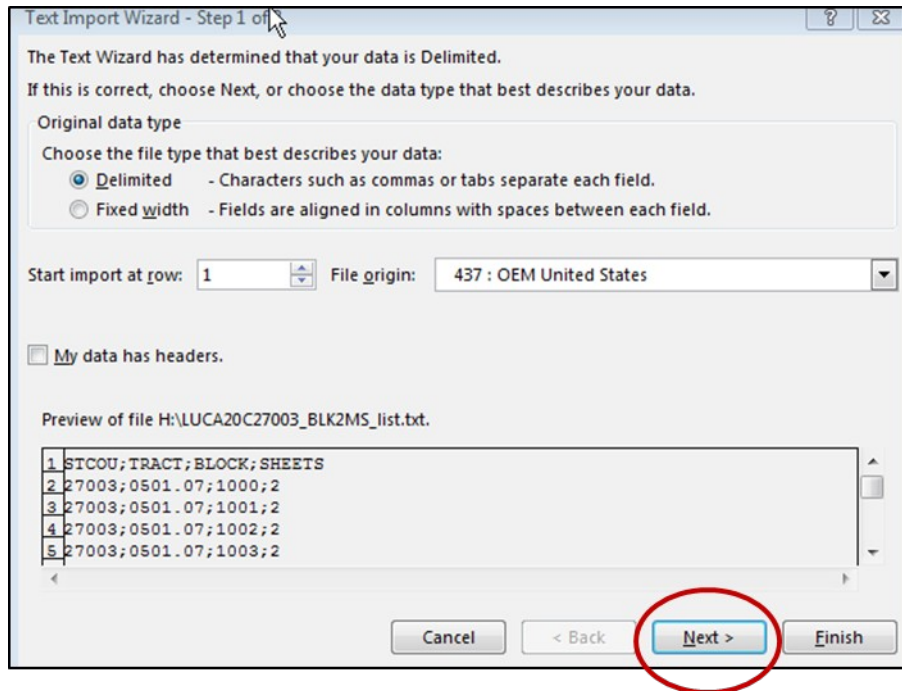 Text Import Wizard - Step 1 of
The Text Wizard has determined that your data is Delimited.
If this is correct, choose Next, or choose the data type that best describes your data.
Original data type
Choose the file type that best describes your data:
Delimited - Characters such as commas or tabs separate each field.
Fixed width - Fields are aligned in columns with spaces between each field.
Start import at row: 1 File origin: 437 : OEM United States
My data has headers.
Preview of file H:\LUCA20C27003_BLK2MS_list.txt.
1 STCOU;TRACT;BLOCK;SHEETS
2 27003;0501.07;1000;2
3 27003;0501.07;1001;2
4 27003;0501.07;1002;2
5 27003;0501.07;1003;2
Cancel < Back Next > Finish